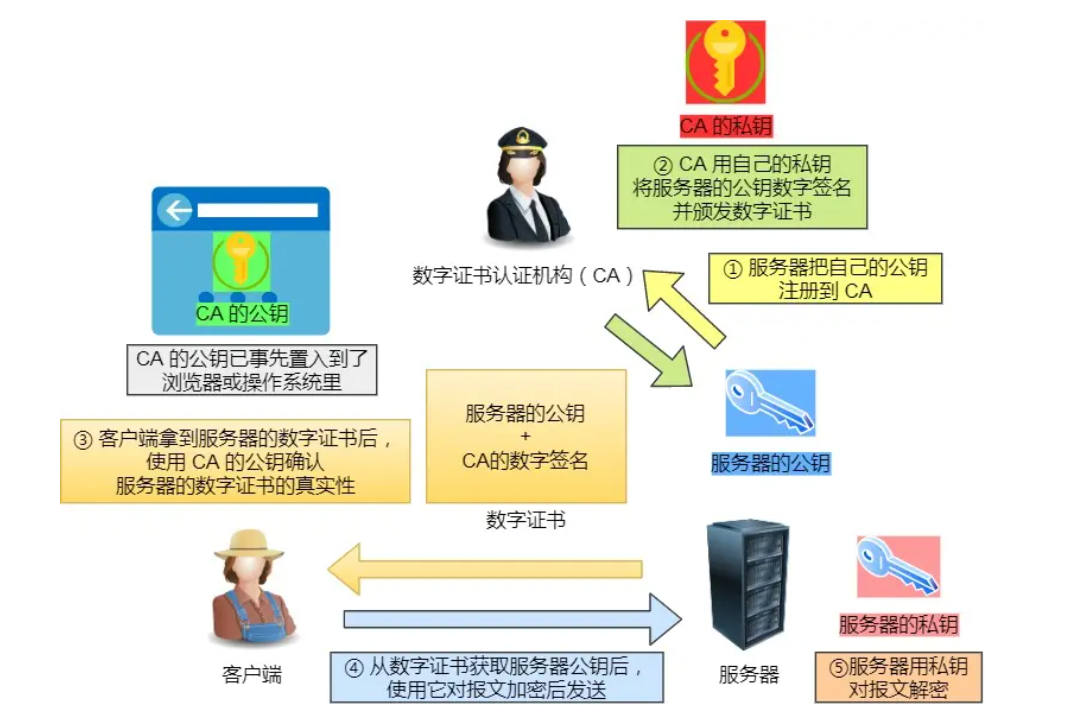 CA 的私钥
② CA 用自己的私钥
将服务器的公钥数字签名
并颁发数字证书
数字证书认证机构（CA）
① 服务器把自己的公钥
注册到 CA
CA 的公钥
CA 的公钥已事先置入到了
浏览器或操作系统里
③ 客户端拿到服务器的数字证书后，
使用 CA 的公钥确认
服务器的数字证书的真实性
服务器的公钥
+
CA的数字签名
数字证书
服务器的公钥
服务器的私钥
客户端
④ 从数字证书获取服务器公钥后，
使用它对报文加密后发送
服务器
⑤服务器用私钥
对报文解密